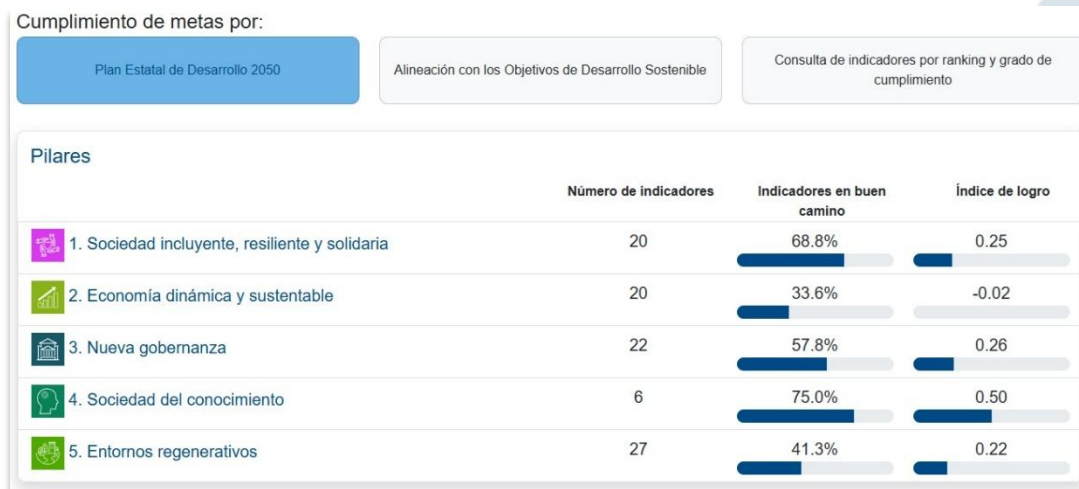 Cumplimiento de metas por:
Plan Estatal de Desarrollo 2050
Alineación con los Objetivos de Desarrollo Sostenible
Consulta de indicadores por ranking y grado de
cumplimiento
Pilares
Número de indicadores
Indicadores en buen
camino
Índice de logro
1. Sociedad incluyente, resiliente y solidaria 20 68.8% 0.25
2. Economía dinámica y sustentable 20 33.6% -0.02
3. Nueva gobernanza 22 57.8% 0.26
4. Sociedad del conocimiento 6 75.0% 0.50
5. Entornos regenerativos 27 41.3% 0.22